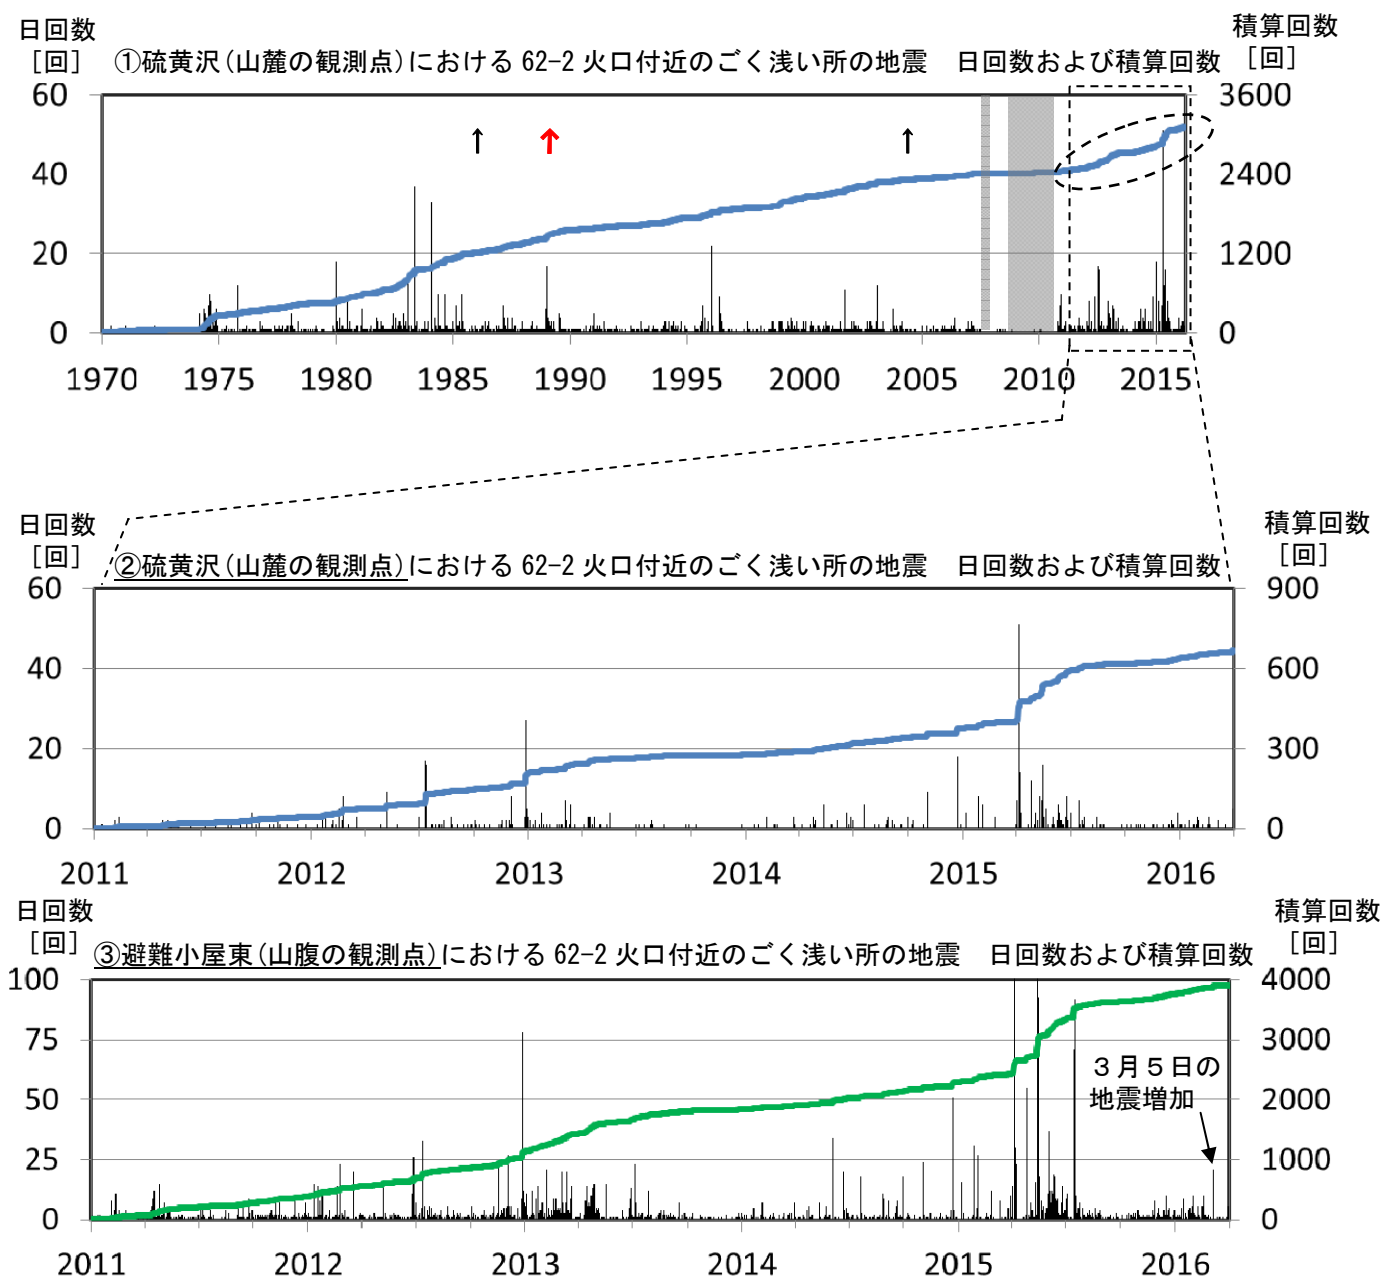 日回数
［回］
積算回数
［回］
①硫黄沢（山麓の観測点）における 62-2 火口付近のごく浅い所の地震　日回数および積算回数
60
40
20
0
3600
2400
1200
0
↑
↑
↑
1970 1975 1980 1985 1990 1995 2000 2005 2010 2015
日回数
［回］
積算回数
［回］
②硫黄沢（山麓の観測点）における 62-2 火口付近のごく浅い所の地震　日回数および積算回数
60
40
20
0
900
600
300
0
2011 2012 2013 2014 2015 2016
日回数
［回］
積算回数
［回］
③避難小屋東（山腹の観測点）における 62-2 火口付近のごく浅い所の地震　日回数および積算回数
100
75
50
25
0
4000
3000
2000
1000
0
３月５日の
地震増加
2011 2012 2013 2014 2015 2016